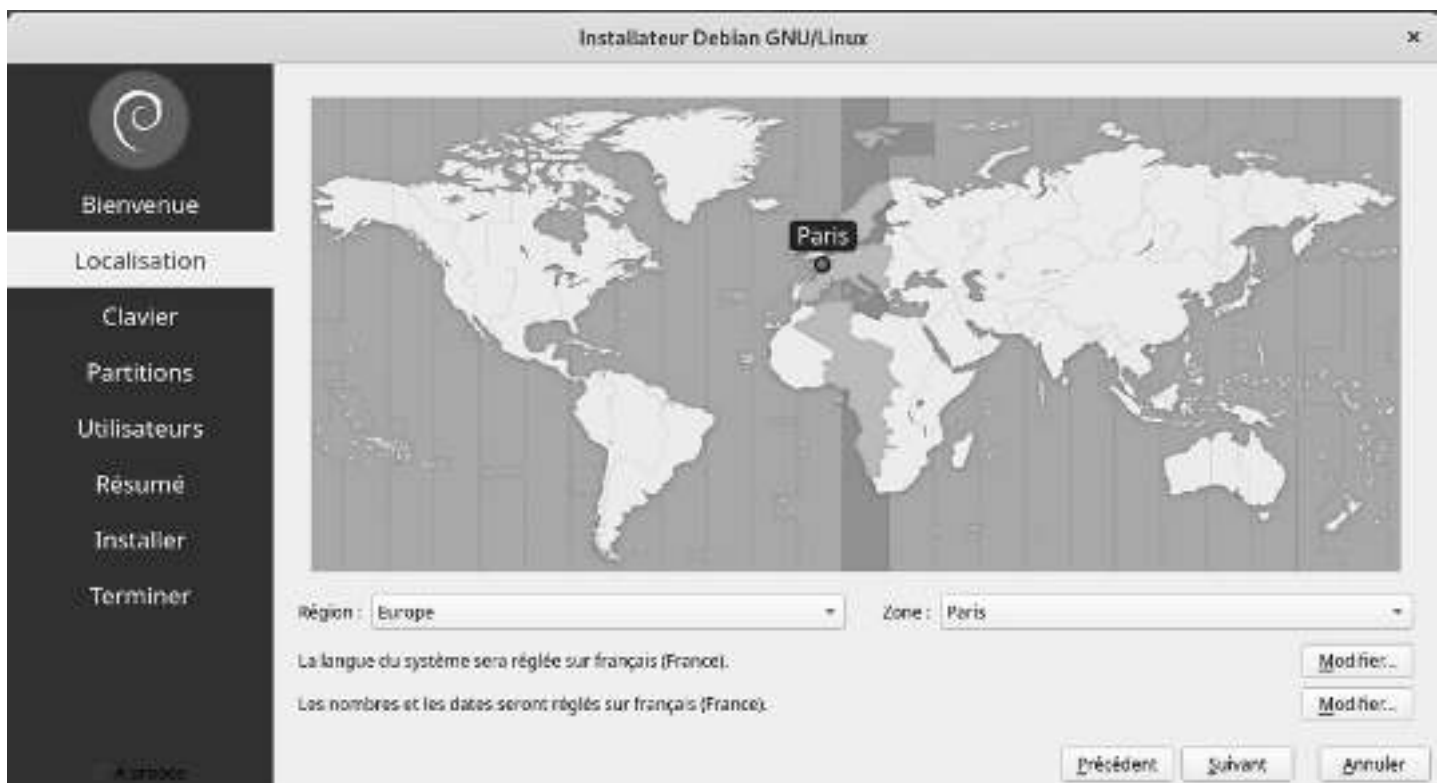 Installateur Debian GNU/Linux
Bienvenue
Localisation
Clavier
Partitions
Utilisateurs
Résumé
Installer
Terminer
À propos
Paris
Région : Europe
Zone : Paris
La langue du système sera réglée sur français (France).
Modifier...
Les nombres et les dates seront réglés sur français (France).
Modifier...
Précédent
Suivant
Annuler